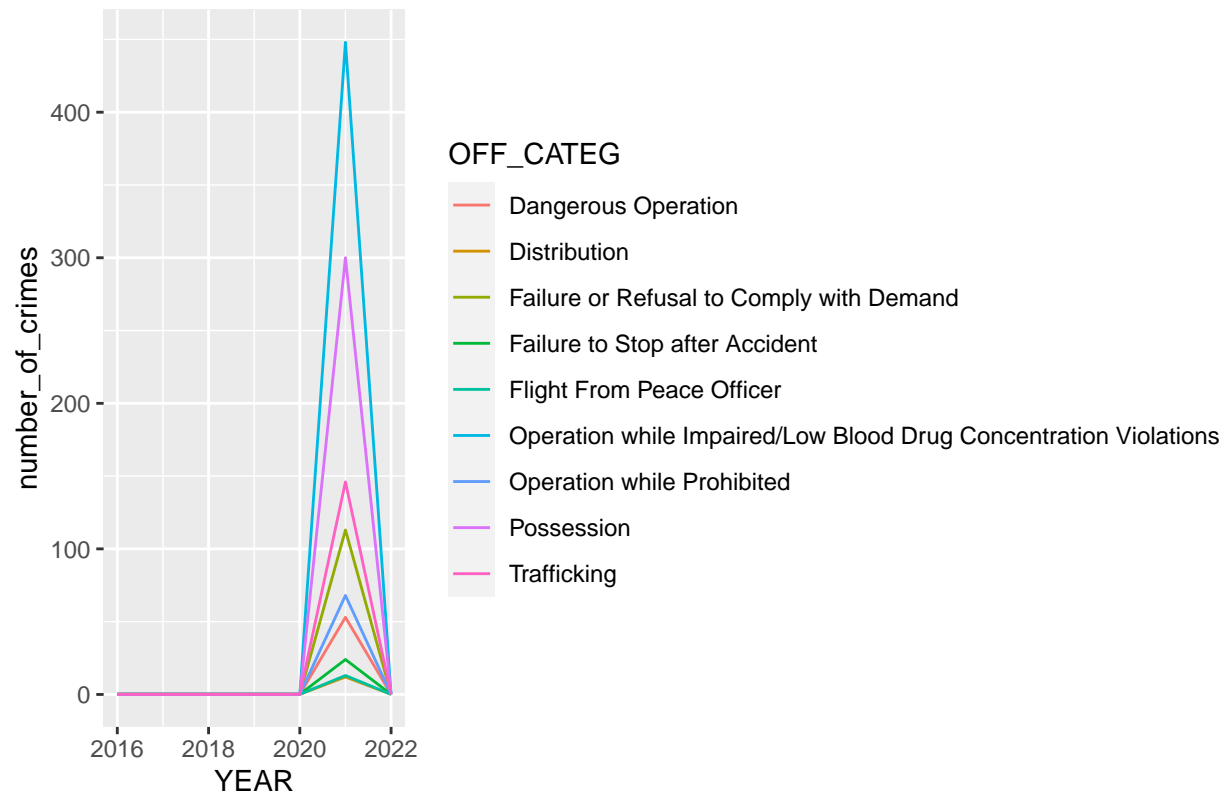 400
300
200
100
0
number_of_crimes
2016 2018 2020 2022
YEAR
OFF_CATEG
Dangerous Operation
Distribution
Failure or Refusal to Comply with Demand
Failure to Stop after Accident
Flight From Peace Officer
Operation while Impaired/Low Blood Drug Concentration Violations
Operation while Prohibited
Possession
Trafficking